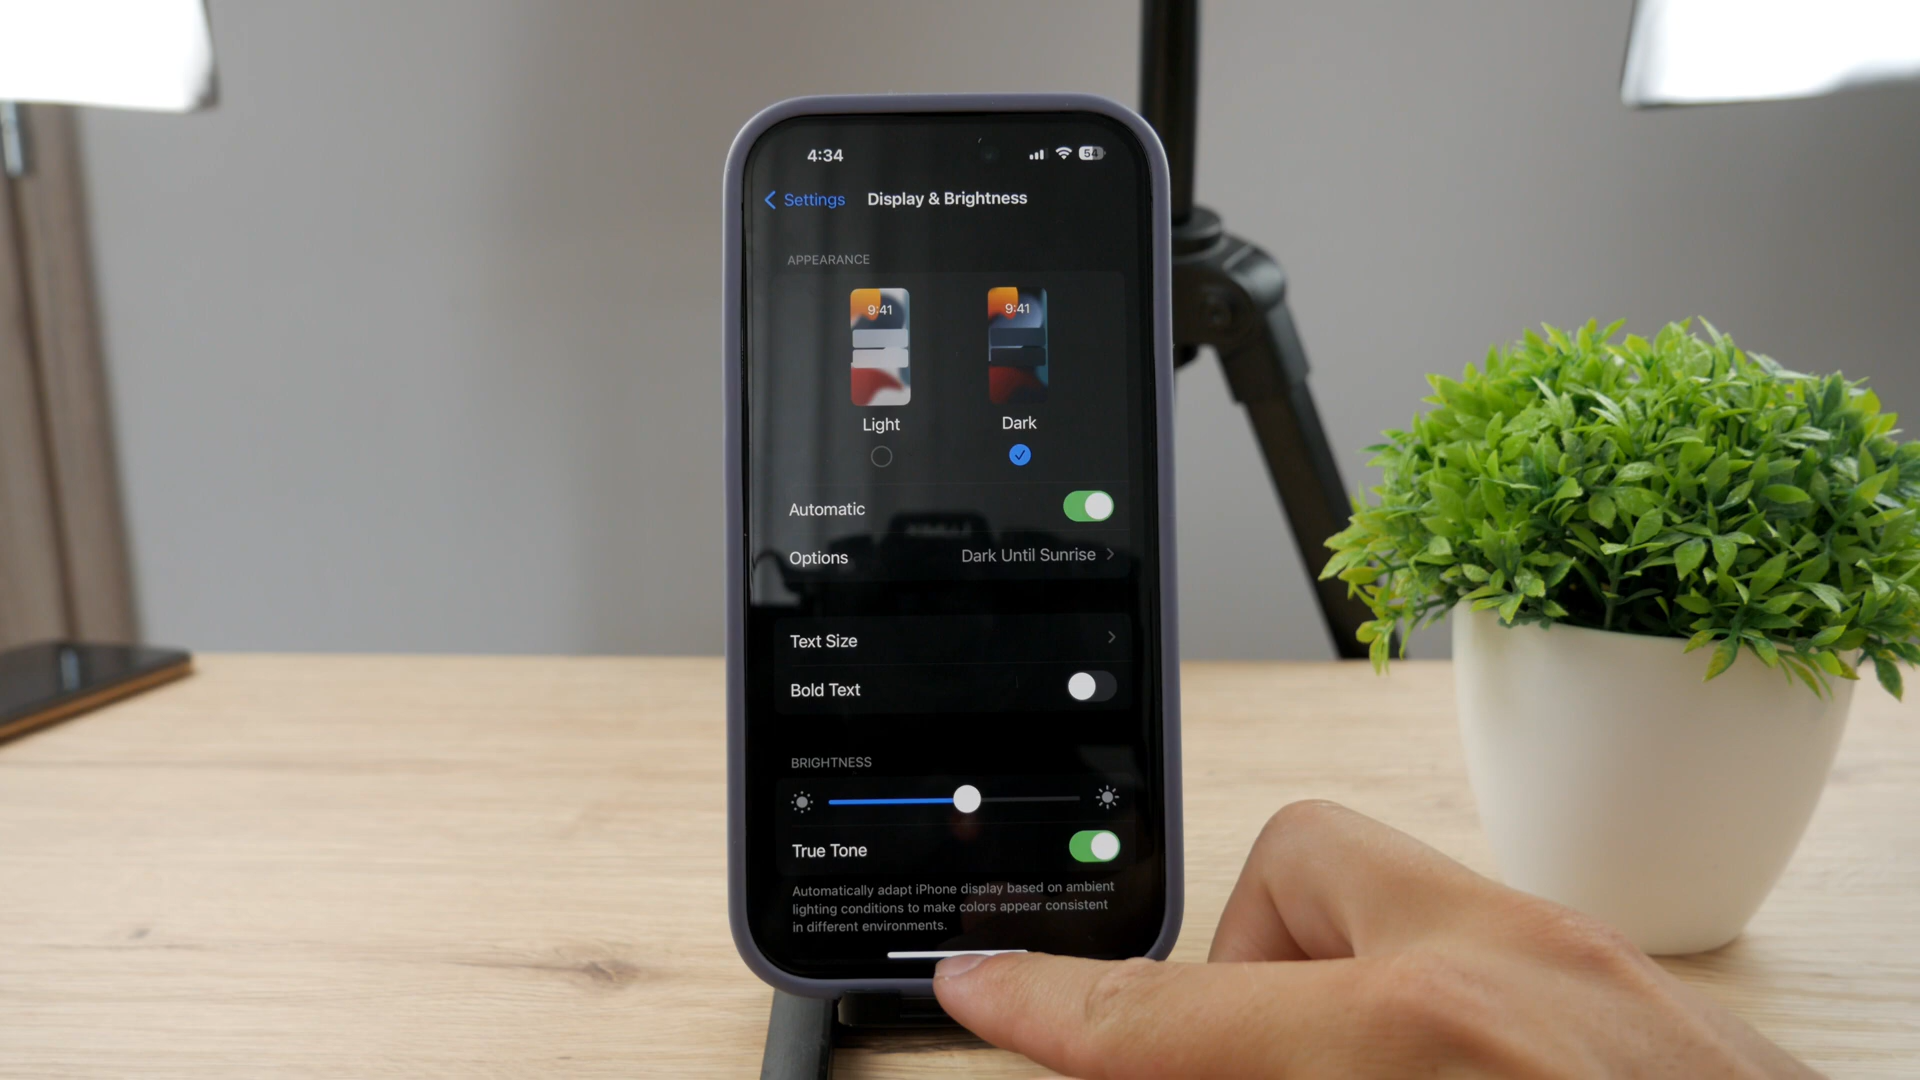 4:34
54
Settings
Display & Brightness
APPEARANCE
9:41
9:41
Light
Dark
Automatic
Options
Dark Until Sunrise
Text Size
Bold Text
BRIGHTNESS
True Tone
Automatically adapt iPhone display based on ambient
lighting conditions to make colors appear consistent
in different environments.